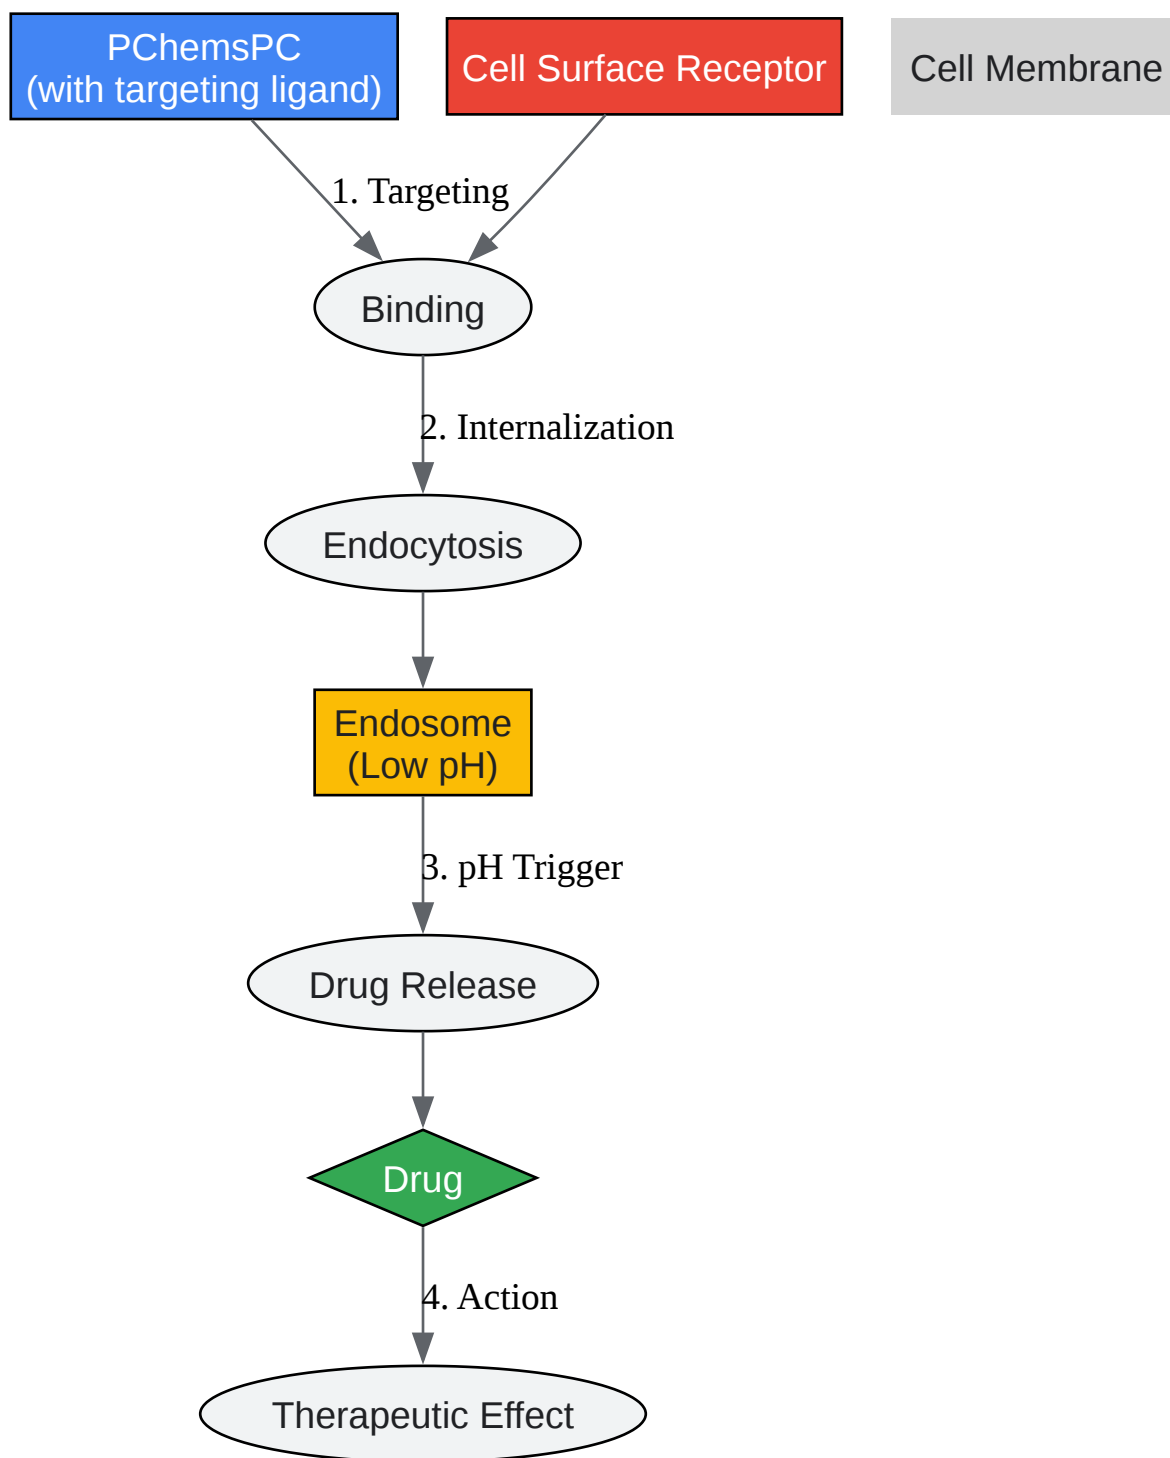 PChemsPC
(with targeting ligand)
Cell Surface Receptor
Cell Membrane
1. Targeting
Binding
2. Internalization
Endocytosis
Endosome
(Low pH)
3. pH Trigger
Drug Release
Drug
4. Action
Therapeutic Effect